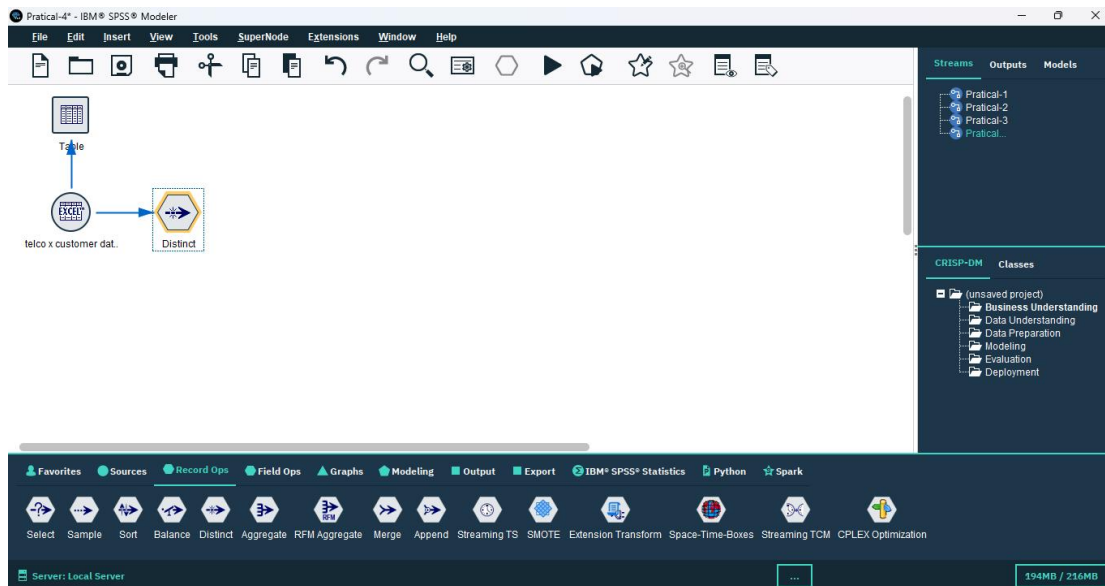 Pratical-4* - IBM® SPSS® Modeler
File Edit Insert View Tools SuperNode Extensions Window Help
Streams Outputs Models
Pratical-1
Pratical-2
Pratical-3
Pratical...
Table
EXCEL™
telco x customer dat..
Distinct
CRISP-DM Classes
(unsaved project)
Business Understanding
Data Understanding
Data Preparation
Modeling
Evaluation
Deployment
Favorites Sources Record Ops Field Ops Graphs Modeling Output Export IBM® SPSS® Statistics Python Spark
RFM
Select Sample Sort Balance Distinct Aggregate RFM Aggregate Merge Append Streaming TS SMOTE Extension Transform Space-Time-Boxes Streaming TCM CPLEX Optimization
Server: Local Server
...
194MB / 216MB